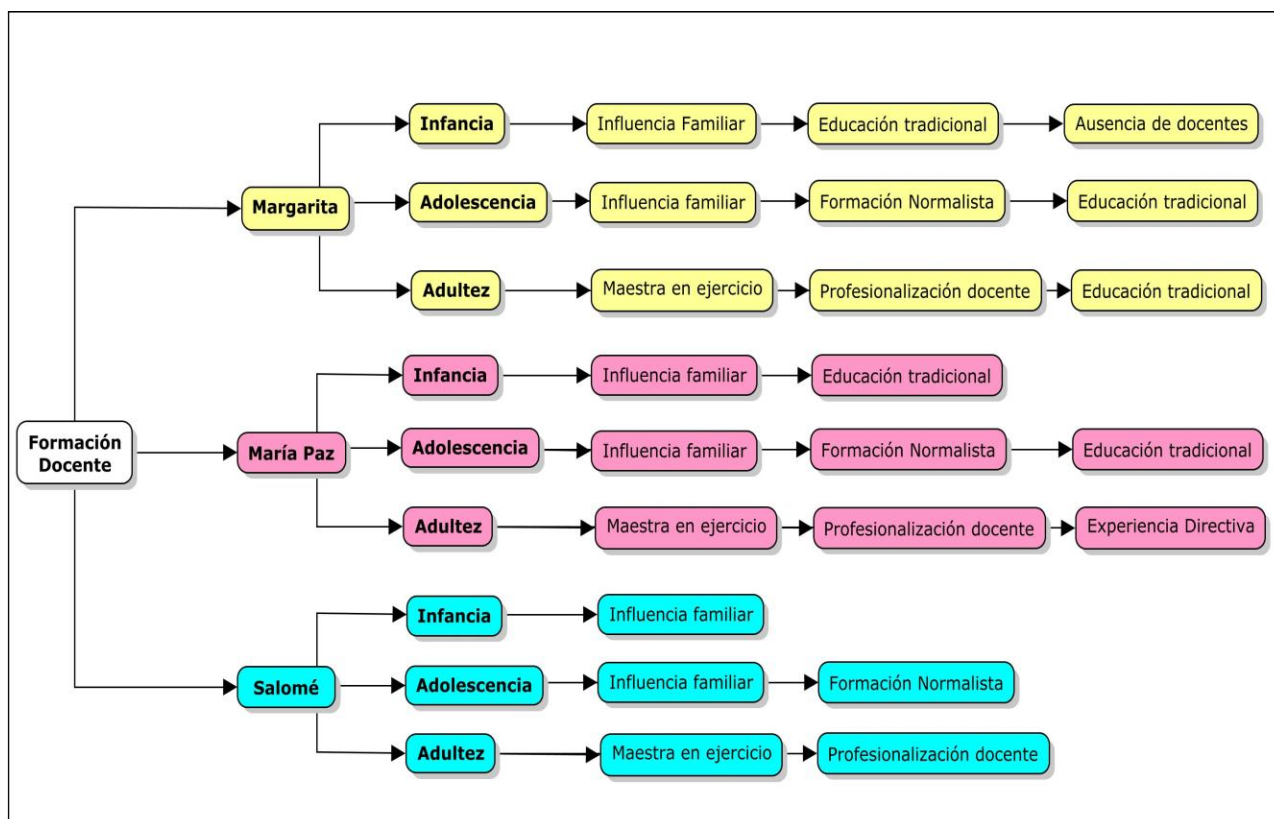 Infancia
Influencia Familiar
Educación tradicional
Ausencia de docentes
Margarita
Adolescencia
Influencia familiar
Formación Normalista
Educación tradicional
Adultez
Maestra en ejercicio
Profesionalización docente
Educación tradicional
Infancia
Influencia familiar
Educación tradicional
Formación
Docente
María Paz
Adolescencia
Influencia familiar
Formación Normalista
Educación tradicional
Adultez
Maestra en ejercicio
Profesionalización docente
Experiencia Directiva
Infancia
Influencia familiar
Salomé
Adolescencia
Influencia familiar
Formación Normalista
Adultez
Maestra en ejercicio
Profesionalización docente